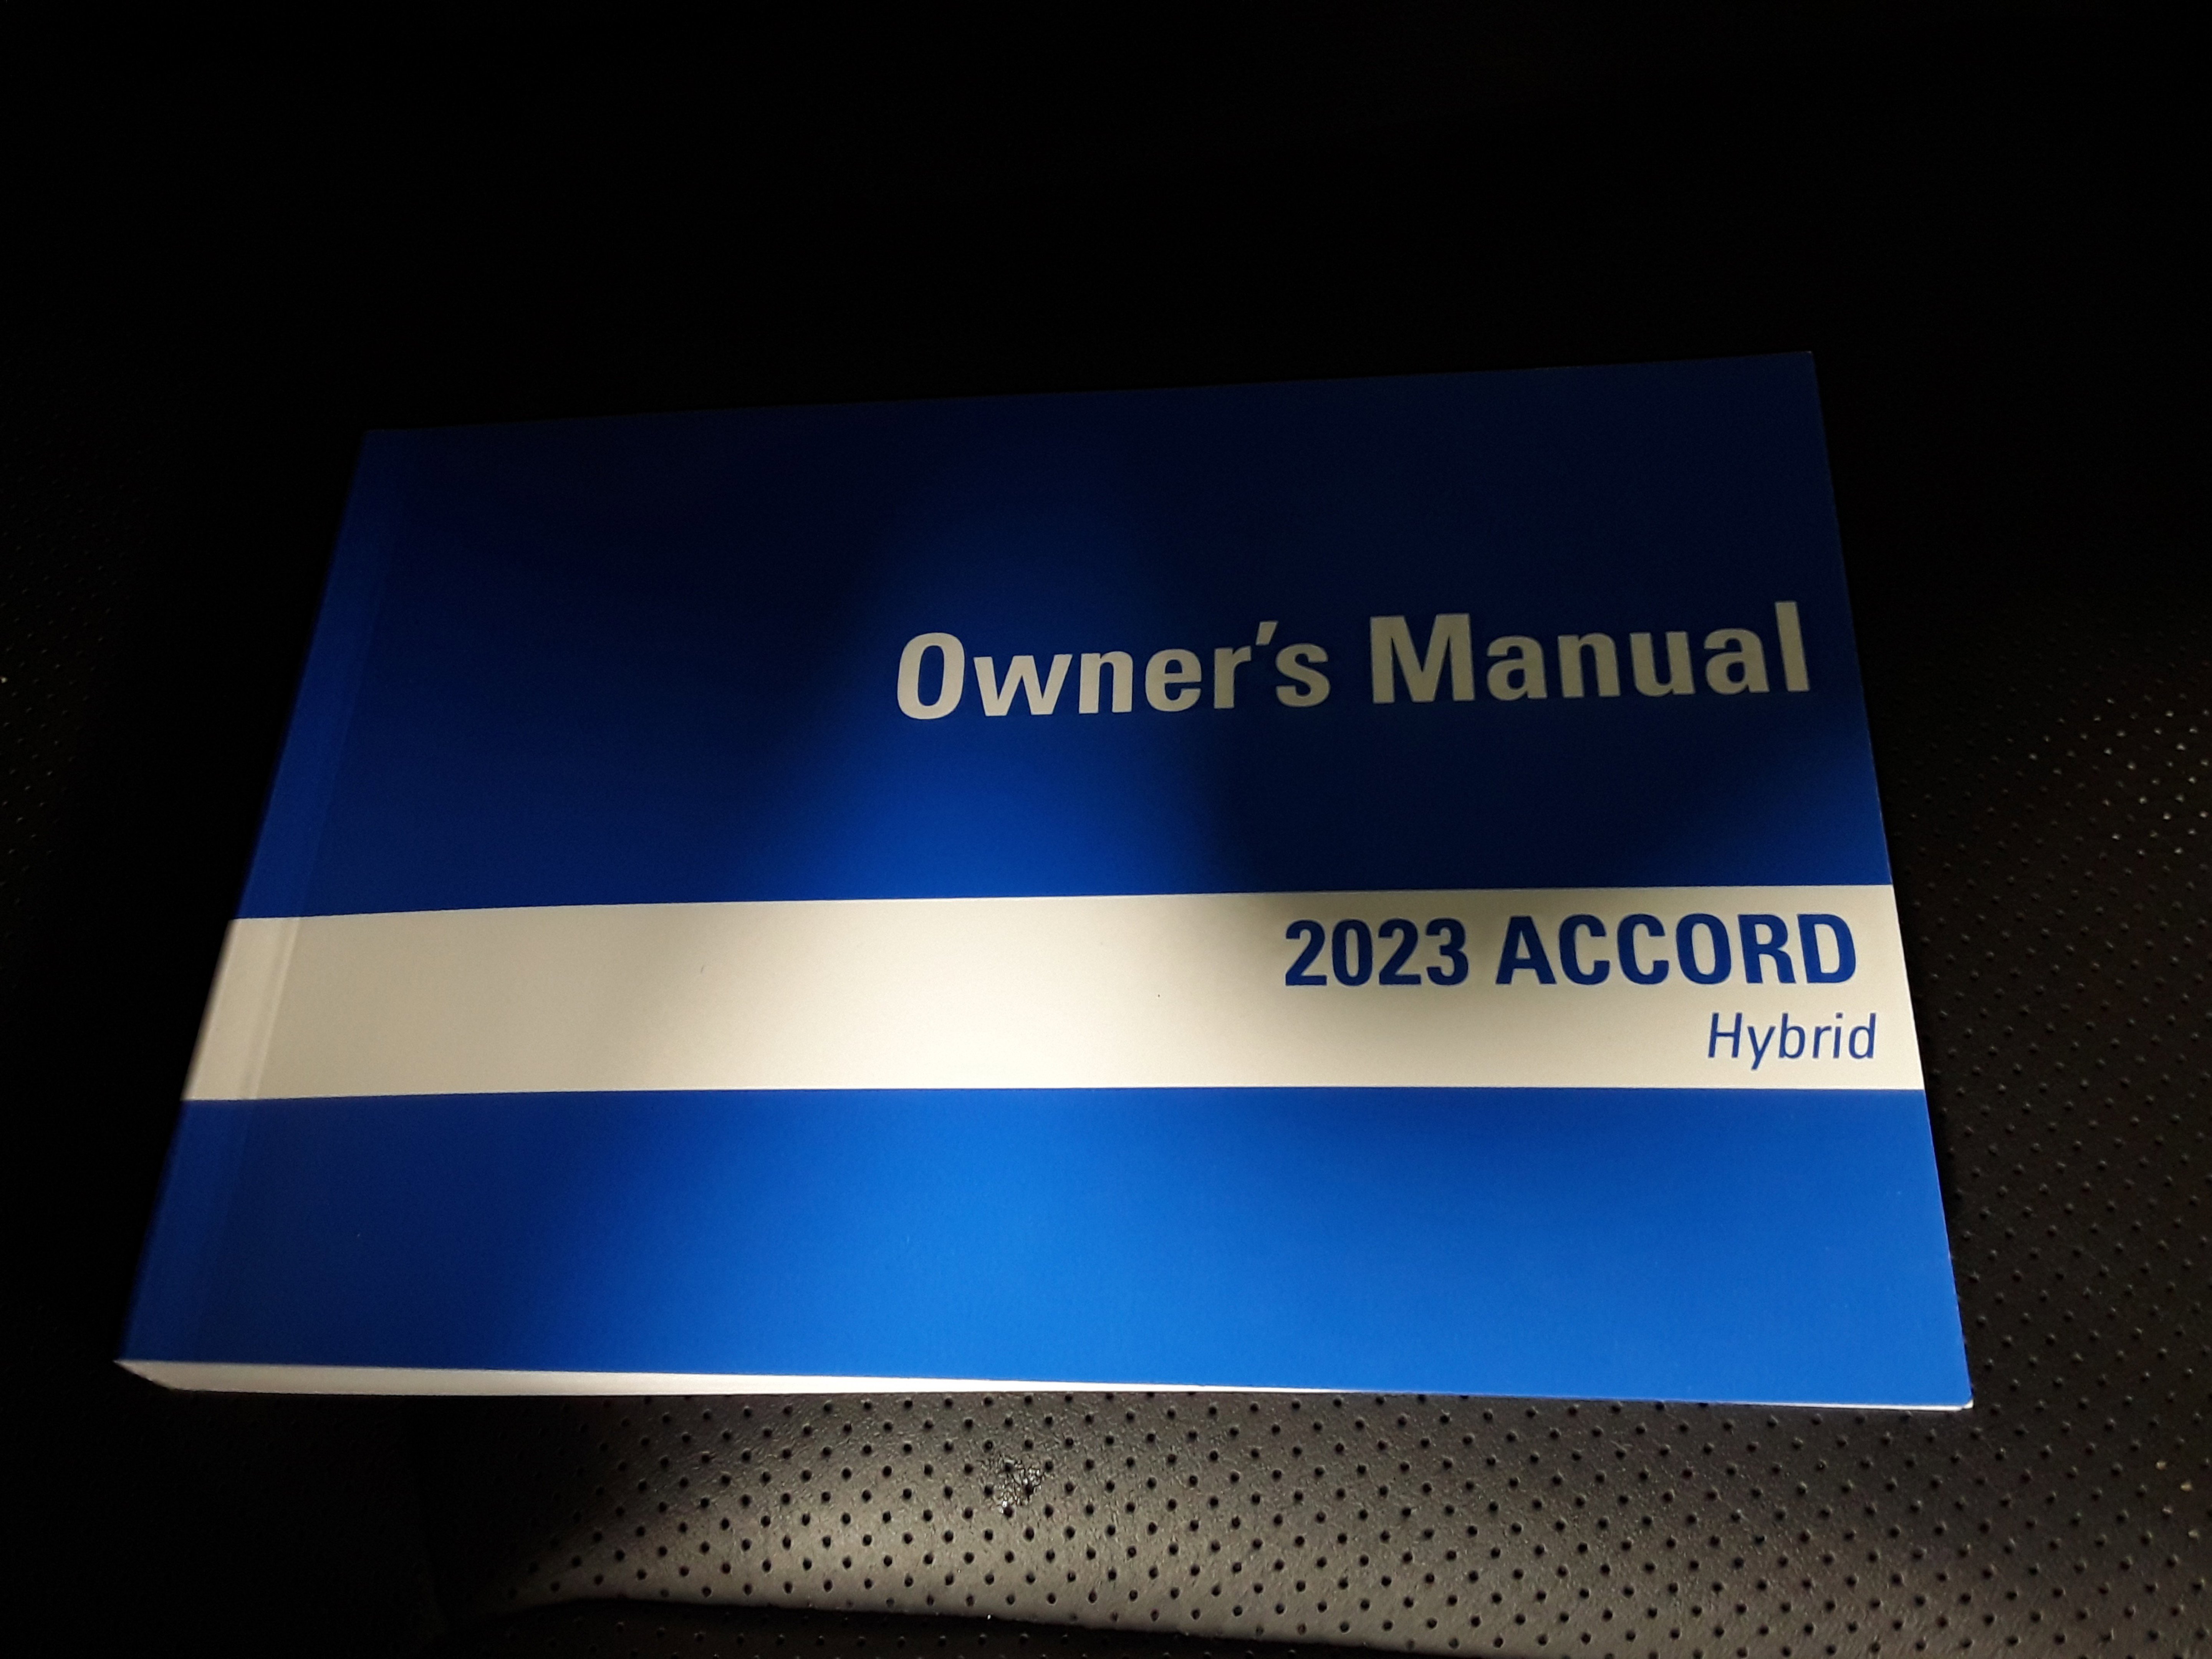 Owner's Manual
2023 ACCORD
Hybrid